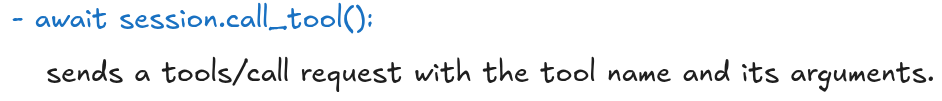 - await session.call_tool():
sends a tools/call request with the tool name and its arguments.